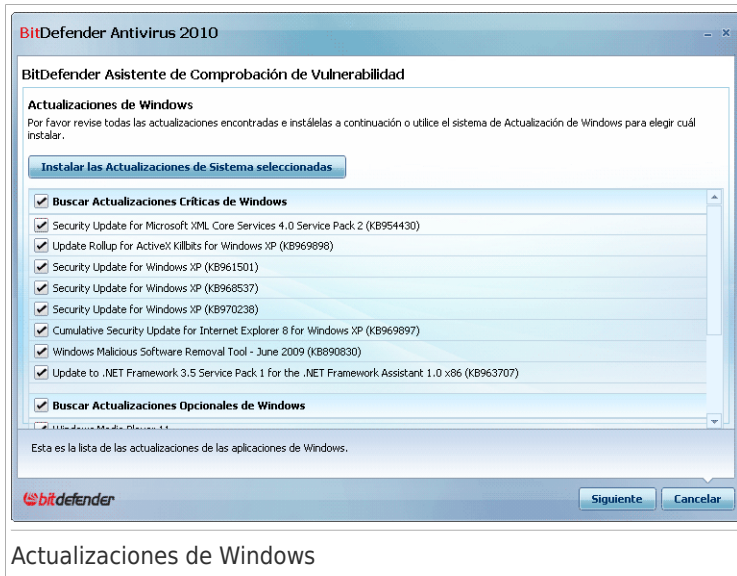 BitDefender Antivirus 2010
BitDefender Asistente de Comprobación de Vulnerabilidad
Actualizaciones de Windows
Por favor revise todas las actualizaciones encontradas e instálelas a continuación o utilice el sistema de Actualización de Windows para elegir cuál
instalar.
Instalar las Actualizaciones de Sistema seleccionadas
Buscar Actualizaciones Críticas de Windows
Security Update for Microsoft XML Core Services 4.0 Service Pack 2 (KB954430)
Update Rollup for ActiveX Killbits for Windows XP (KB969898)
Security Update for Windows XP (KB961501)
Security Update for Windows XP (KB968537)
Security Update for Windows XP (KB970238)
Cumulative Security Update for Internet Explorer 8 for Windows XP (KB969897)
Windows Malicious Software Removal Tool - June 2009 (KB890830)
Update to .NET Framework 3.5 Service Pack 1 for the .NET Framework Assistant 1.0 x86 (KB963707)
Buscar Actualizaciones Opcionales de Windows
Windows Media Player 11
Esta es la lista de las actualizaciones de las aplicaciones de Windows.
bitdefender
Siguiente
Cancelar
Actualizaciones de Windows